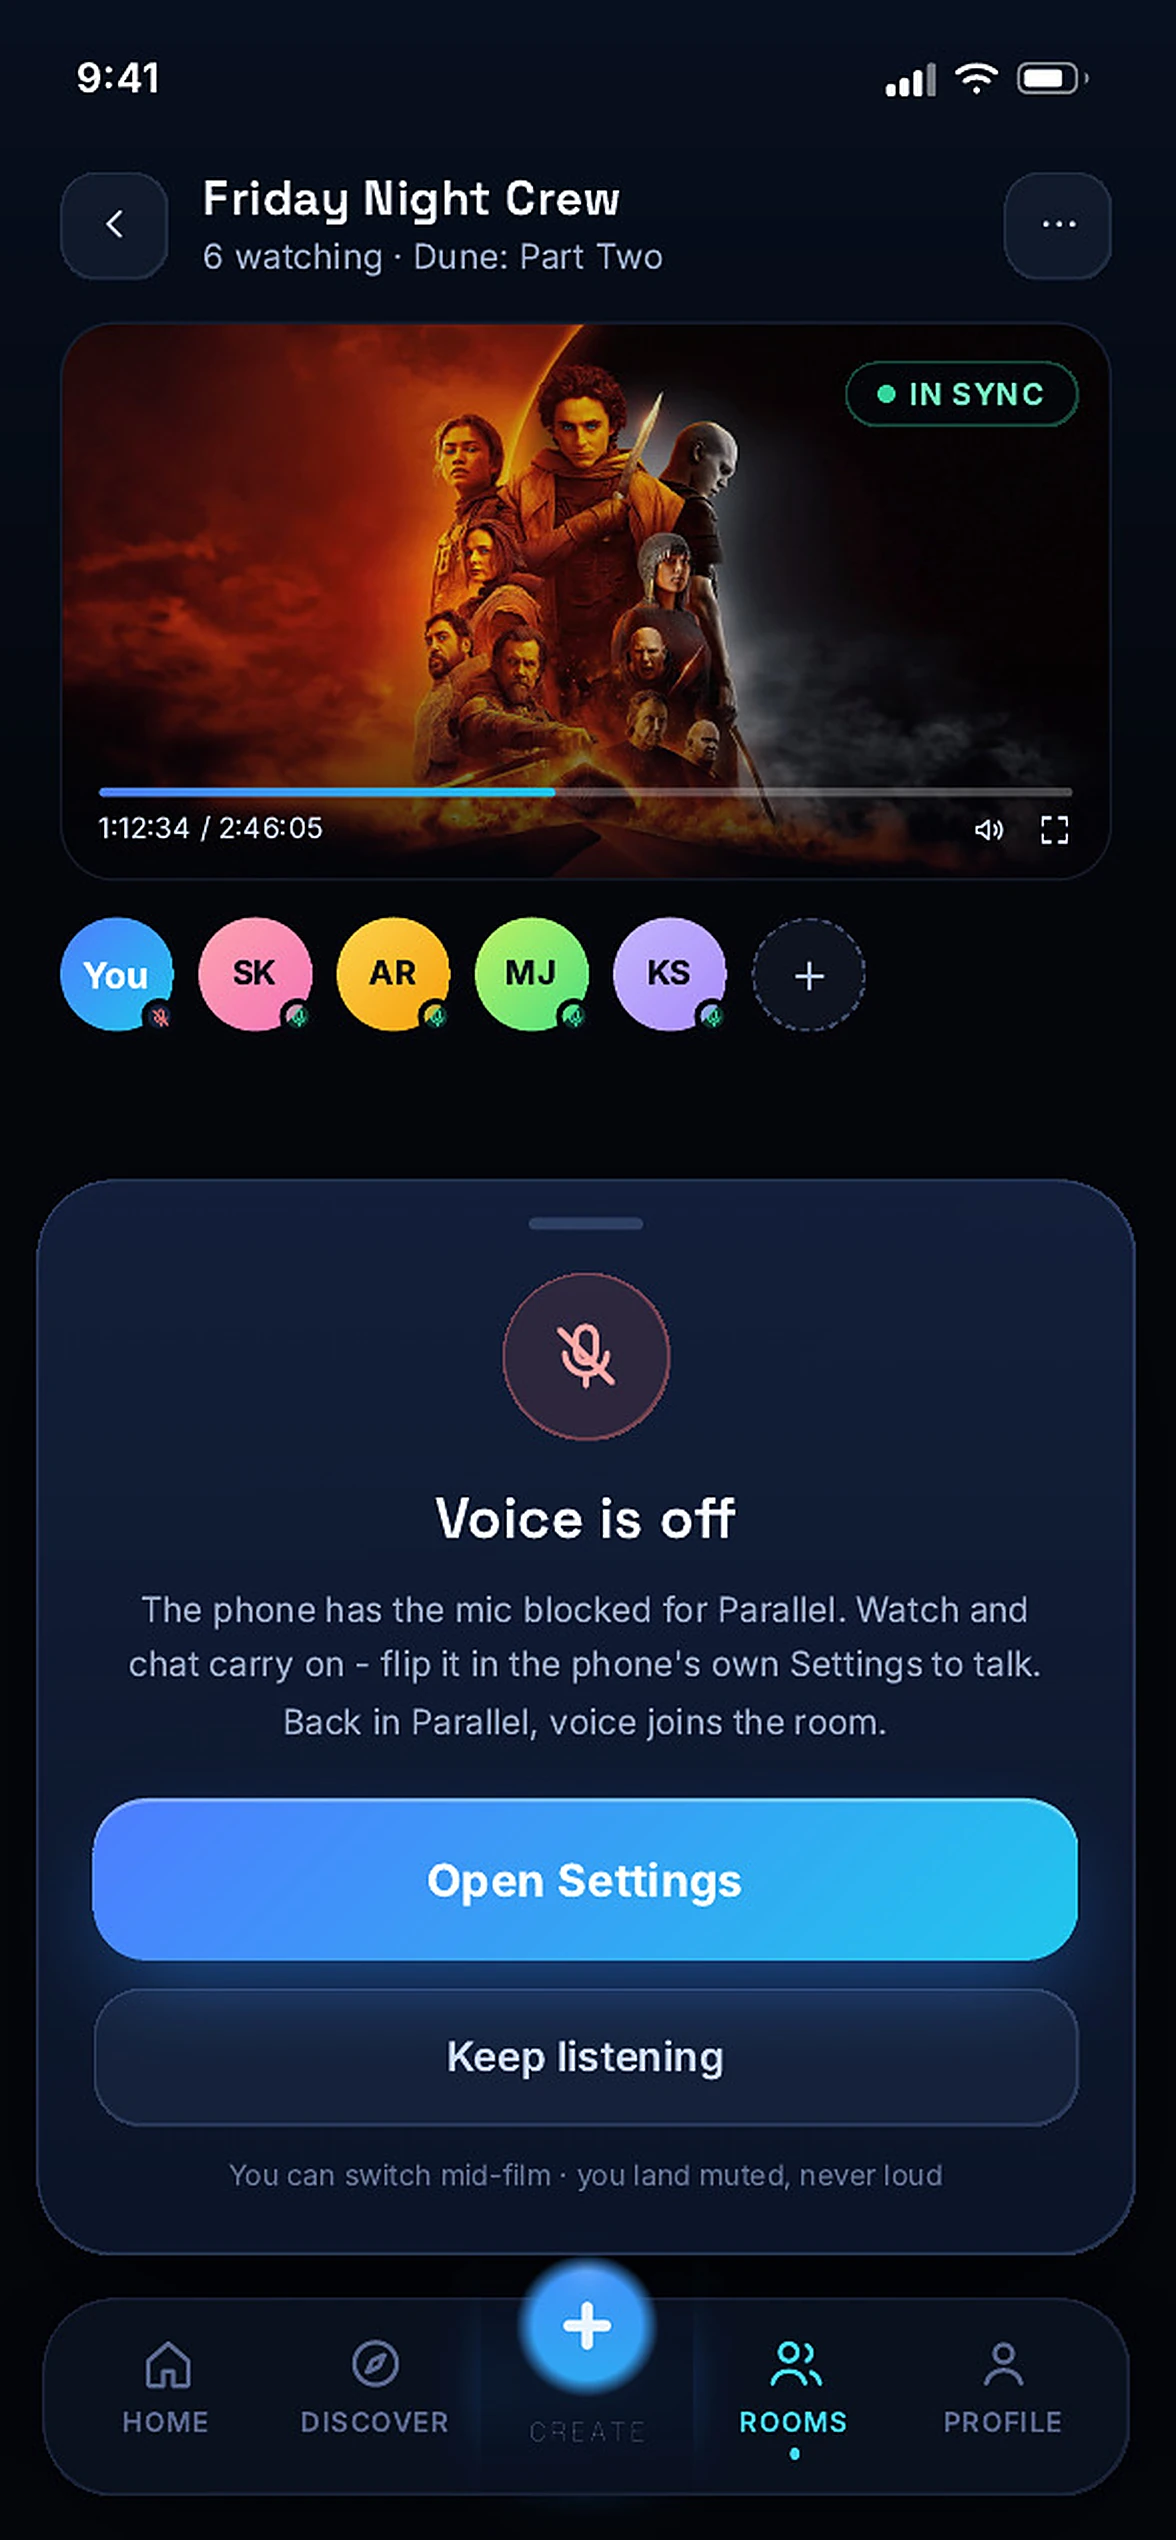 9:41
Friday Night Crew
6 watching · Dune: Part Two
IN SYNC
1:12:34 / 2:46:05
You
SK
AR
MJ
KS
Voice is off
The phone has the mic blocked for Parallel. Watch and
chat carry on - flip it in the phone's own Settings to talk.
Back in Parallel, voice joins the room.
Open Settings
Keep listening
You can switch mid-film · you land muted, never loud
HOME
DISCOVER
CREATE
ROOMS
PROFILE